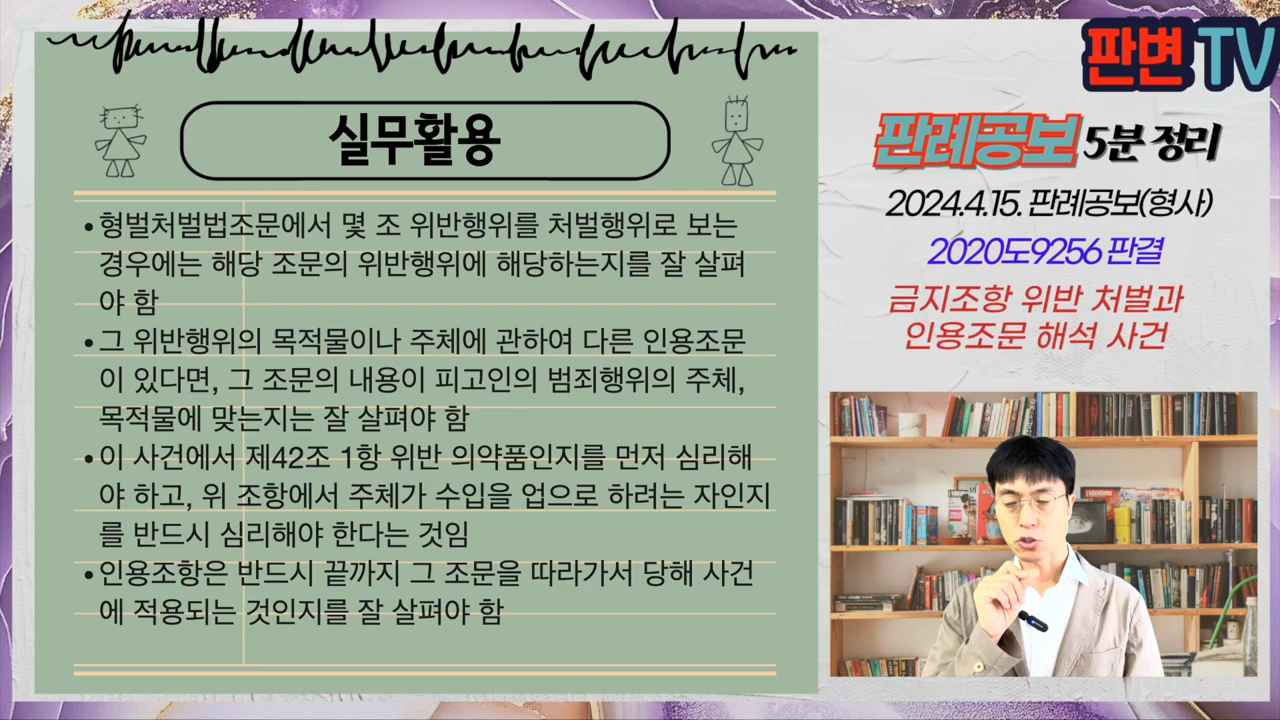 판변 TV
실무활용
• 형벌처벌법조문에서 몇 조 위반행위를 처벌행위로 보는
경우에는 해당 조문의 위반행위에 해당하는지를 잘 살펴
야 함
• 그 위반행위의 목적물이나 주체에 관하여 다른 인용조문
이 있다면, 그 조문의 내용이 피고인의 범죄행위의 주체,
목적물에 맞는지는 잘 살펴야 함
• 이 사건에서 제42조 1항 위반 의약품인지를 먼저 심리해
야 하고, 위 조항에서 주체가 수입을 업으로 하려는 자인지
를 반드시 심리해야 한다는 것임
• 인용조항은 반드시 끝까지 그 조문을 따라가서 당해 사건
에 적용되는 것인지를 잘 살펴야 함
판례공보 5분 정리
2024.4.15. 판례공보(형사)
2020도9256 판결
금지조항 위반 처벌과
인용조문 해석 사건